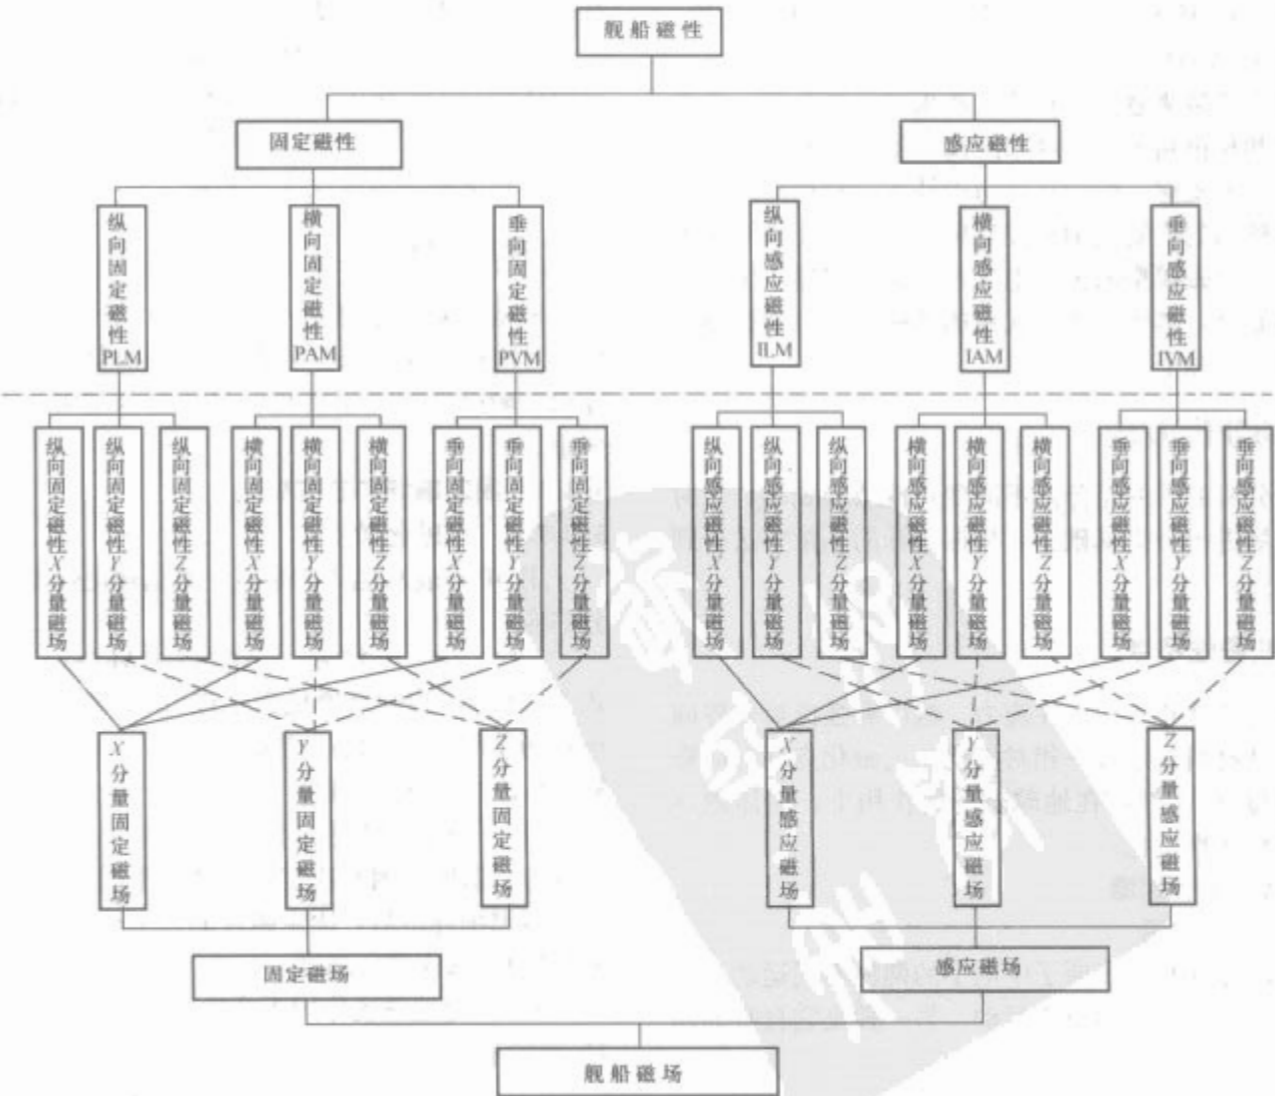 舰船磁性
固定磁性
感应磁性
纵向固定磁性PLM
横向固定磁性PAM
垂向固定磁性PVM
纵向感应磁性ILM
横向感应磁性IAM
垂向感应磁性IVM
纵向固定磁性X分量磁场
纵向固定磁性Y分量磁场
纵向固定磁性Z分量磁场
横向固定磁性X分量磁场
横向固定磁性Y分量磁场
横向固定磁性Z分量磁场
垂向固定磁性X分量磁场
垂向固定磁性Y分量磁场
垂向固定磁性Z分量磁场
纵向感应磁性X分量磁场
纵向感应磁性Y分量磁场
纵向感应磁性Z分量磁场
横向感应磁性X分量磁场
横向感应磁性Y分量磁场
横向感应磁性Z分量磁场
垂向感应磁性X分量磁场
垂向感应磁性Y分量磁场
垂向感应磁性Z分量磁场
X分量固定磁场
Y分量固定磁场
Z分量固定磁场
X分量感应磁场
Y分量感应磁场
Z分量感应磁场
固定磁场
感应磁场
舰船磁场